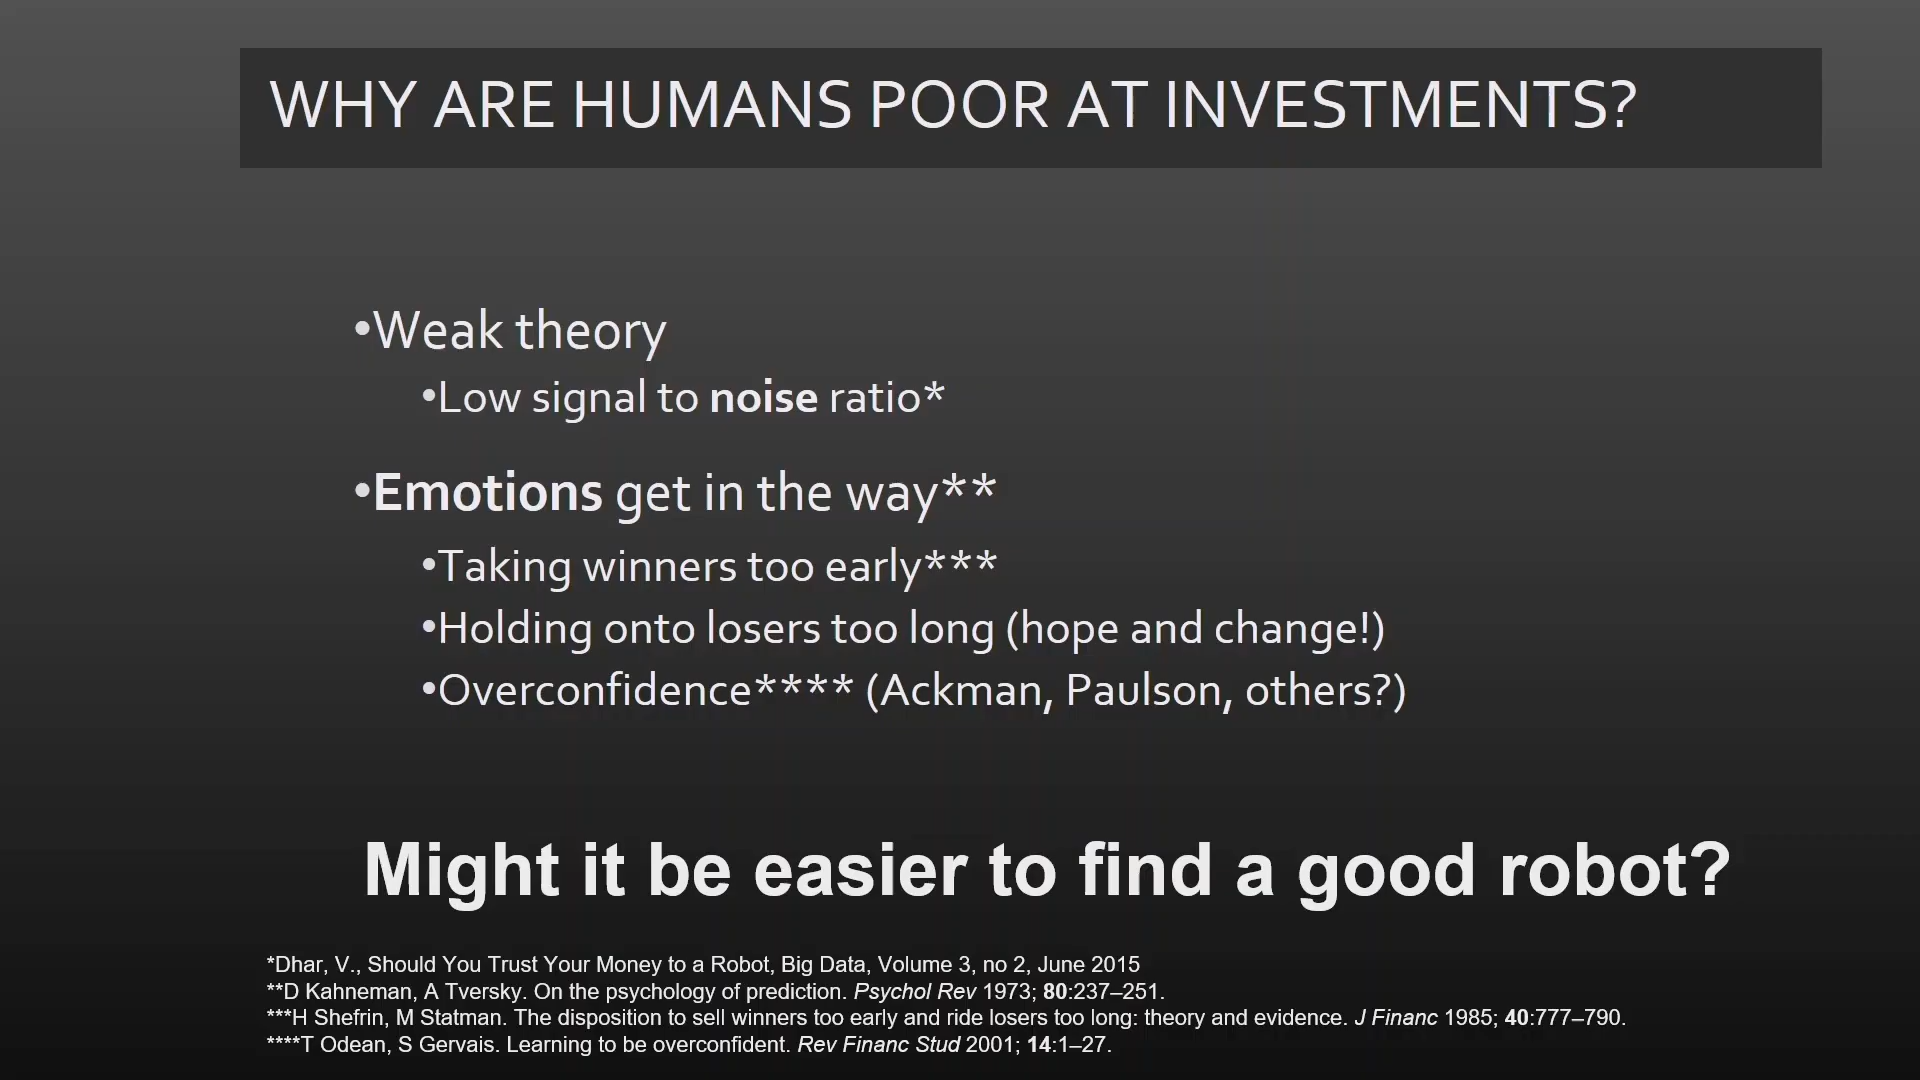 WHY ARE HUMANS POOR AT INVESTMENTS?
•Weak theory
•Low signal to noise ratio*
•Emotions get in the way**
•Taking winners too early***
•Holding onto losers too long (hope and change!)
•Overconfidence**** (Ackman, Paulson, others?)
Might it be easier to find a good robot?
*Dhar, V., Should You Trust Your Money to a Robot, Big Data, Volume 3, no 2, June 2015
**D Kahneman, A Tversky. On the psychology of prediction. Psychol Rev 1973; 80:237–251.
***H Shefrin, M Statman. The disposition to sell winners too early and ride losers too long: theory and evidence. J Financ 1985; 40:777–790.
****T Odean, S Gervais. Learning to be overconfident. Rev Financ Stud 2001; 14:1–27.